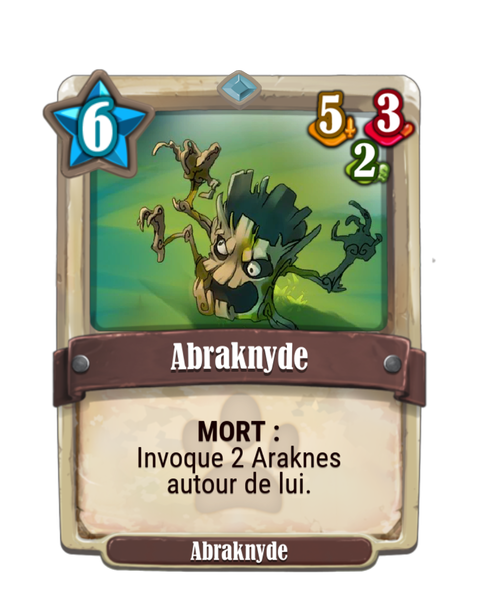 6
5 3
2
Abraknyde
MORT :
Invoque 2 Araknes
autour de lui.
Abraknyde